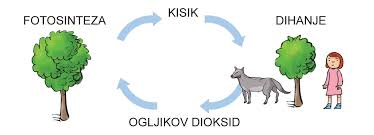 KISIK
FOTOSINTEZA
DIHANJE
OGLJIKOV DIOKSID